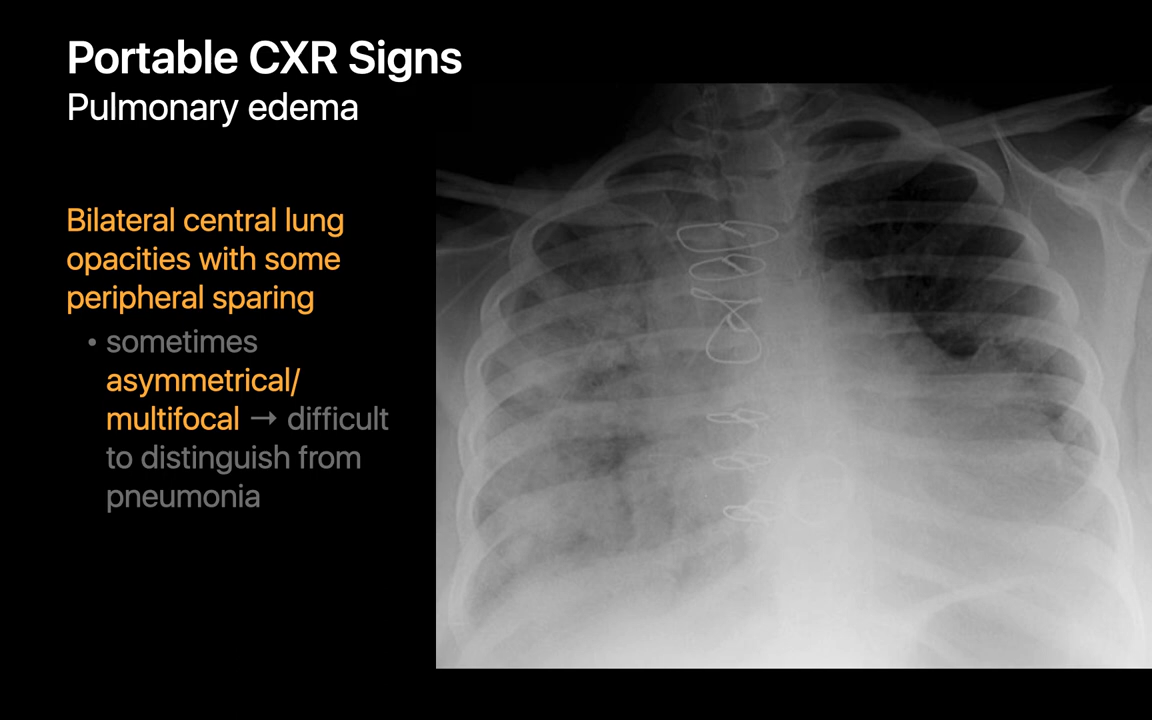 Portable CXR Signs
Pulmonary edema
Bilateral central lung
opacities with some
peripheral sparing
• sometimes
asymmetrical/
multifocal → difficult
to distinguish from
pneumonia